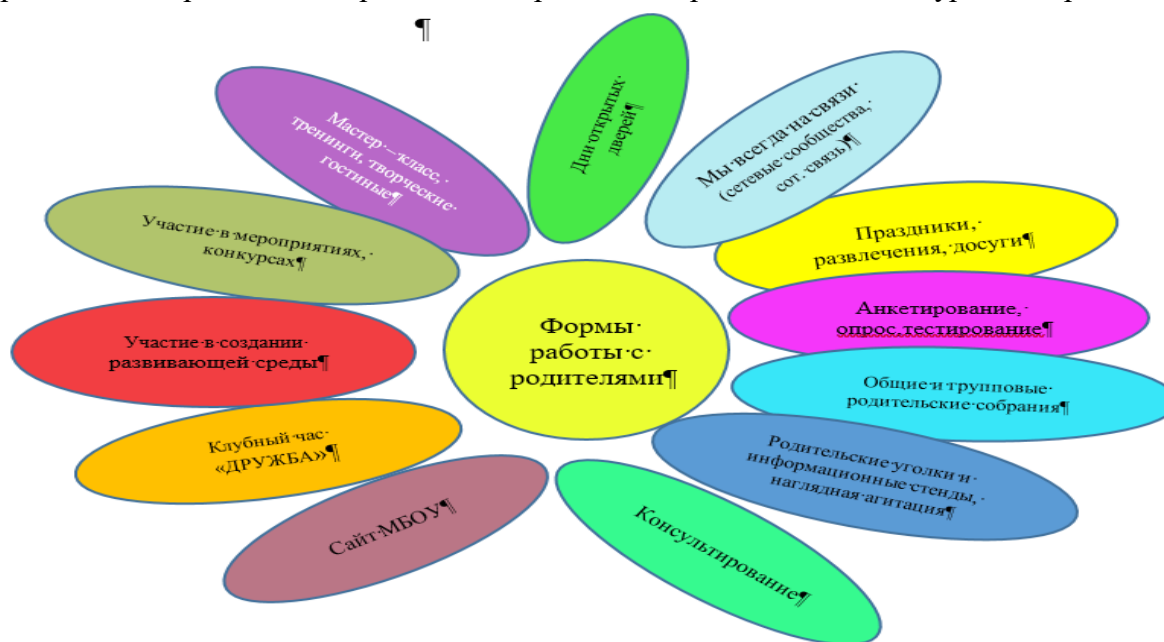 Формы
работы с
родителями¶
¶
Дни открытых
дверей¶
Мы всегда на связи
(сетевые сообщества,
сот. связь)¶
Праздники,
развлечения, досуги¶
Анкетирование,
опрос,тестирование¶
Общие и групповые
родительские собрания¶
Родительские уголки и
информационные стенды,
наглядная агитация¶
Консультирование¶
Сайт МБОУ¶
Клубный час
«ДРУЖБА»¶
Участие в создании
развивающей среды¶
Участие в мероприятиях,
конкурсах¶
Мастер – класс,
тренинги, творческие
гостиные¶